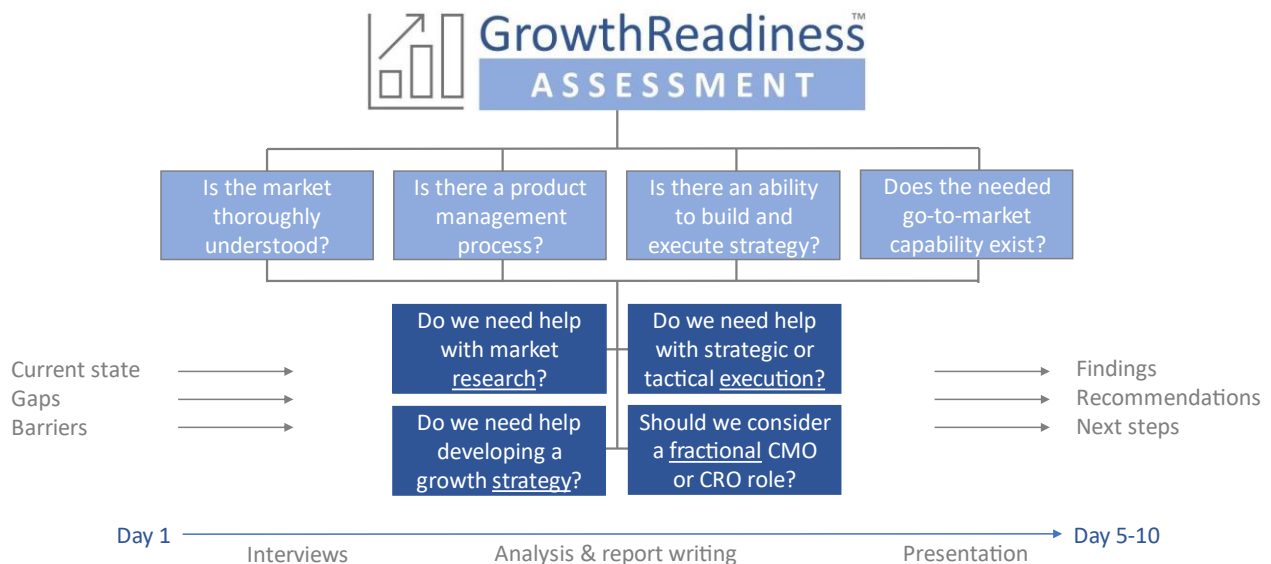 GrowthReadiness™
ASSESSMENT
Is the market
thoroughly
understood?
Is there a product
management
process?
Is there an ability
to build and
execute strategy?
Does the needed
go-to-market
capability exist?
Do we need help
with market
research?
Do we need help
with strategic or
tactical execution?
Do we need help
developing a
growth strategy?
Should we consider
a fractional CMO
or CRO role?
Current state
Gaps
Barriers
Findings
Recommendations
Next steps
Day 1
Day 5-10
Interviews
Analysis & report writing
Presentation